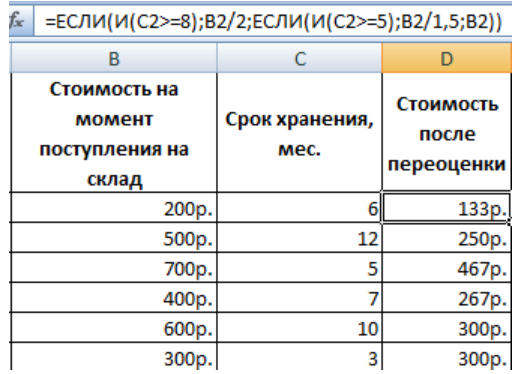 fx =ЕСЛИ(И(C2>=8);B2/2;ЕСЛИ(И(C2>=5);B2/1,5;B2))
B C D
Стоимость на момент поступления на склад Срок хранения, мес. Стоимость после переоценки
200р. 6 133р.
500р. 12 250р.
700р. 5 467р.
400р. 7 267р.
600р. 10 300р.
300р. 3 300р.